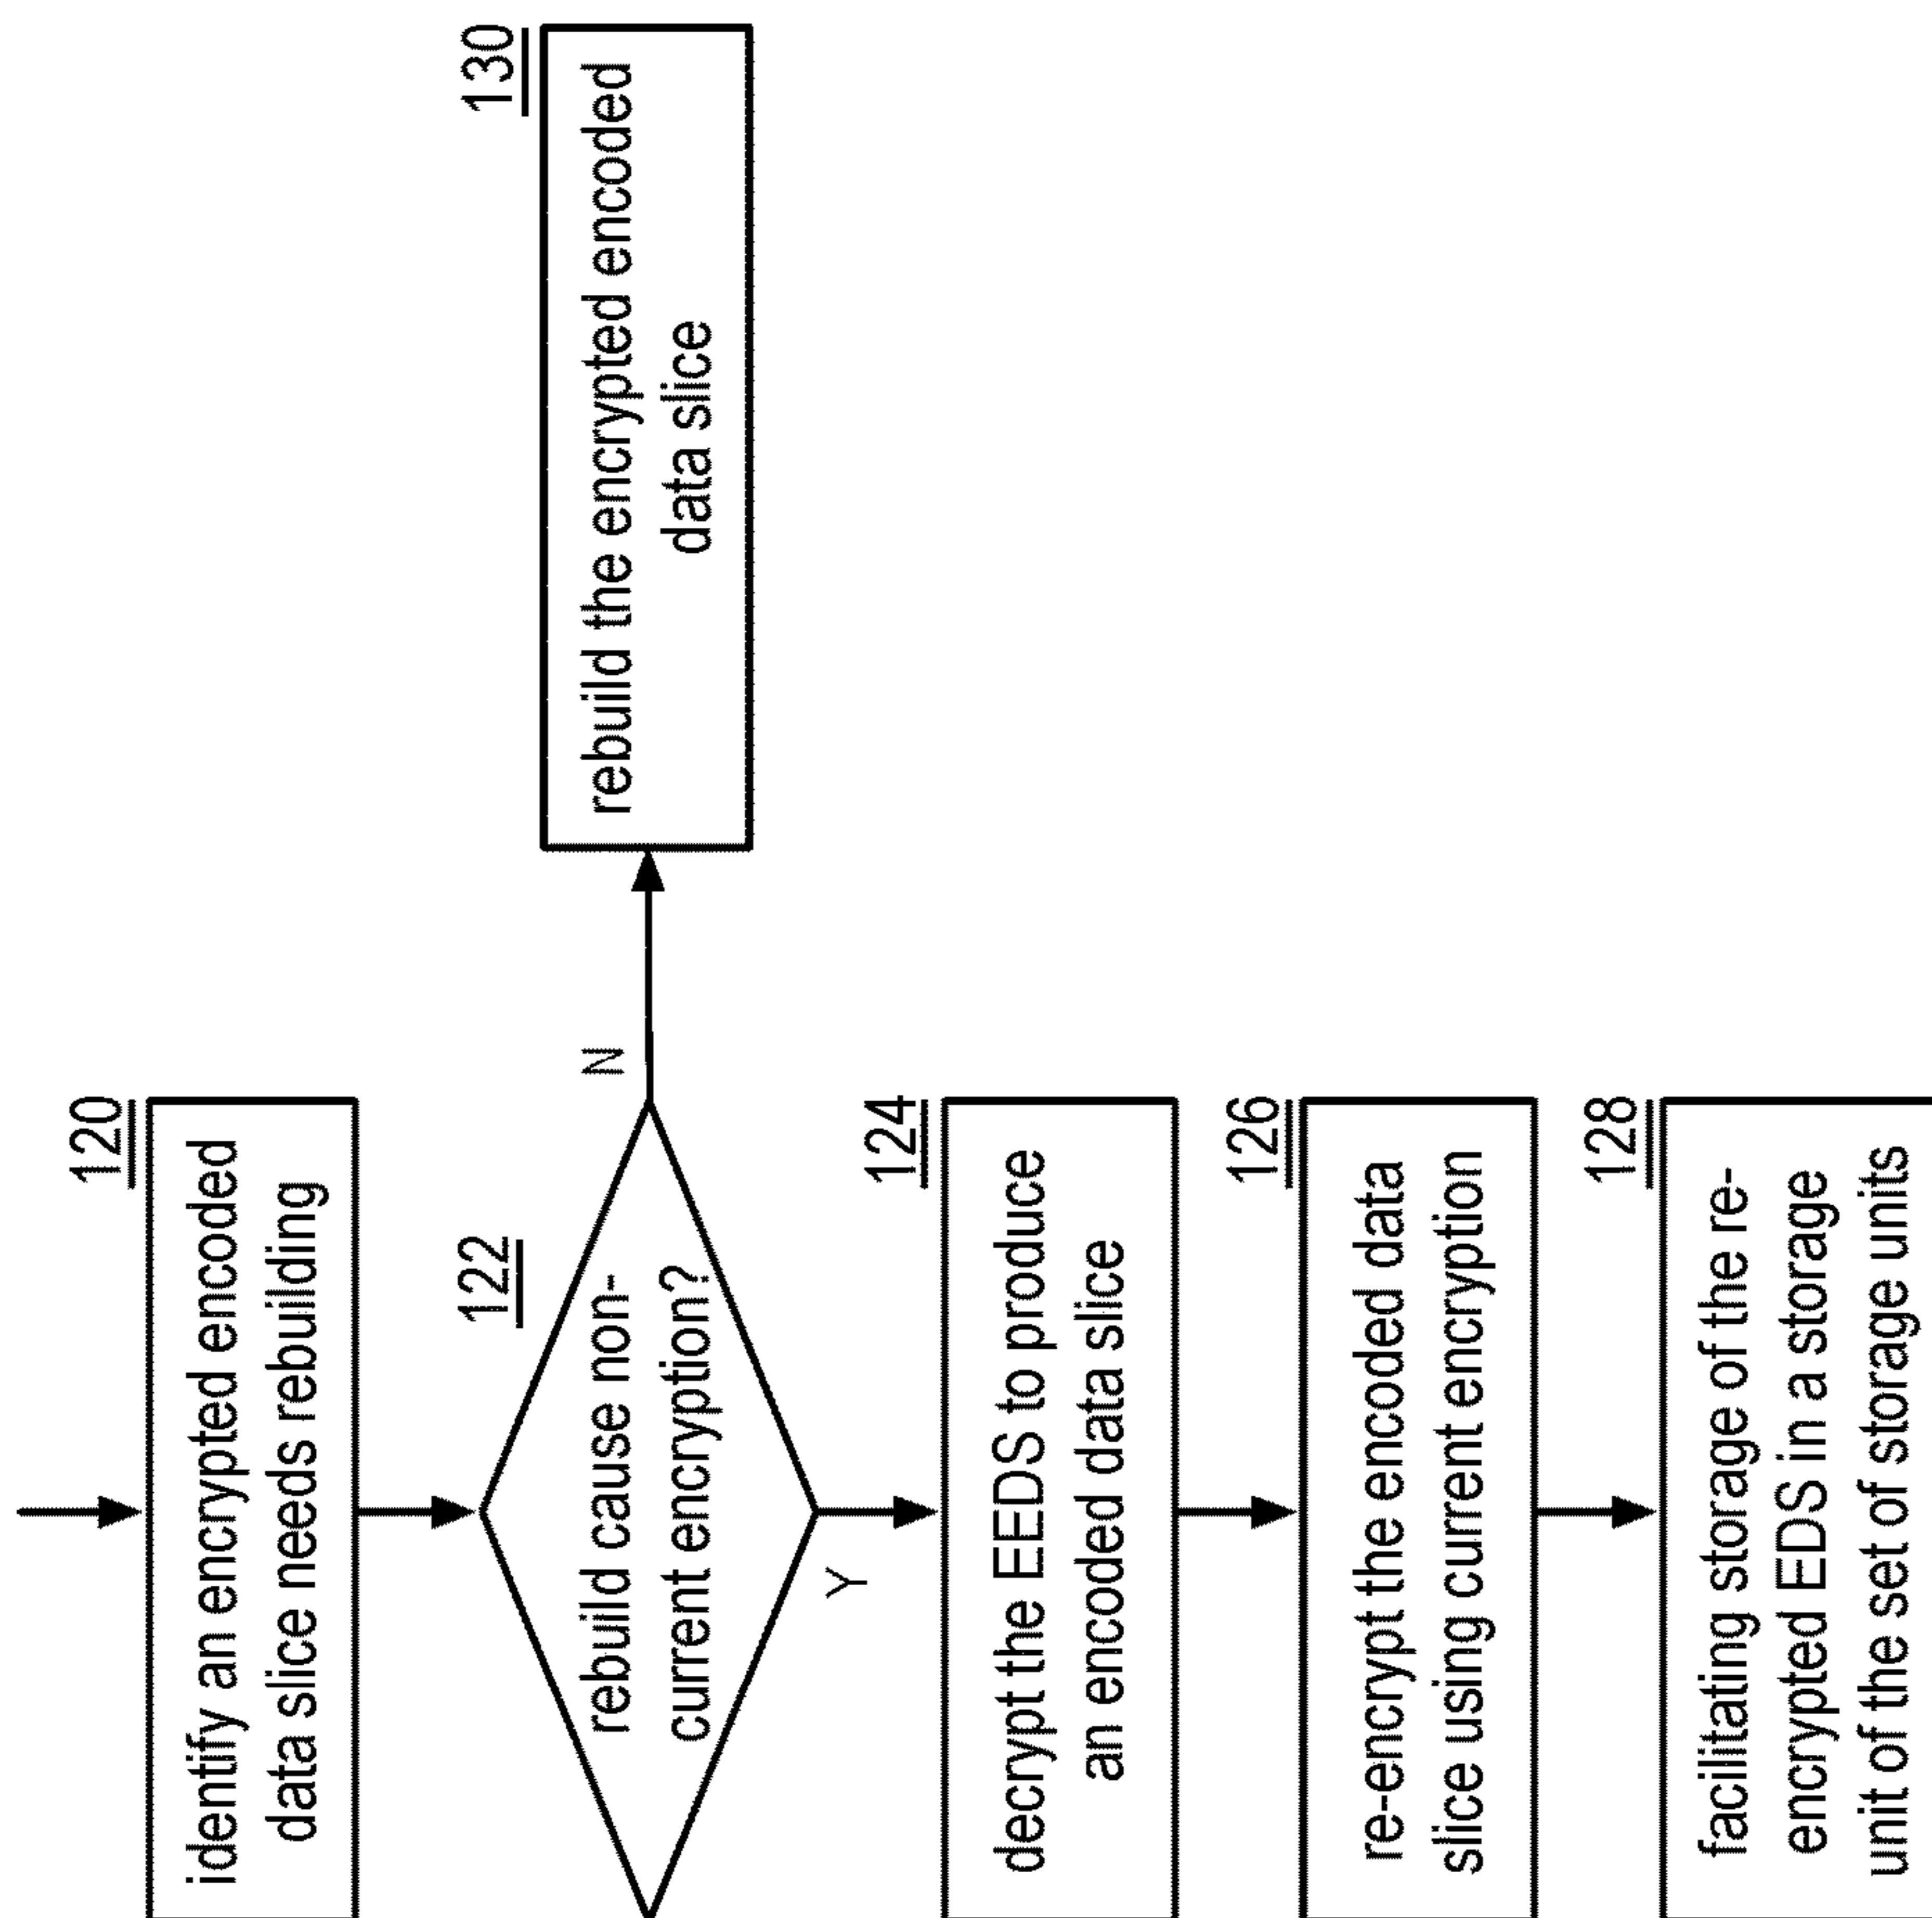 120
identify an encrypted encoded
data slice needs rebuilding
122
rebuild cause non-
current encryption?
N
130
rebuild the encrypted encoded
data slice
Y
124
decrypt the EEDS to produce
an encoded data slice
126
re-encrypt the encoded data
slice using current encryption
128
facilitating storage of the re-
encrypted EDS in a storage
unit of the set of storage units